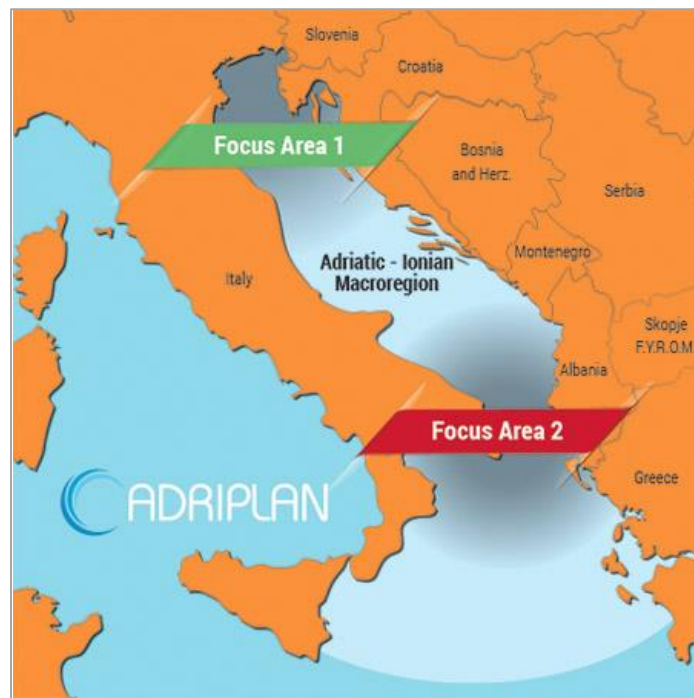 Slovenia
Croatia
Focus Area 1
Bosnia
and Herz.
Serbia
Adriatic - Ionian
Macroregion
Montenegro
Italy
Skopje
F.Y.R.O.M.
Albania
Focus Area 2
Greece
ADRIPLAN